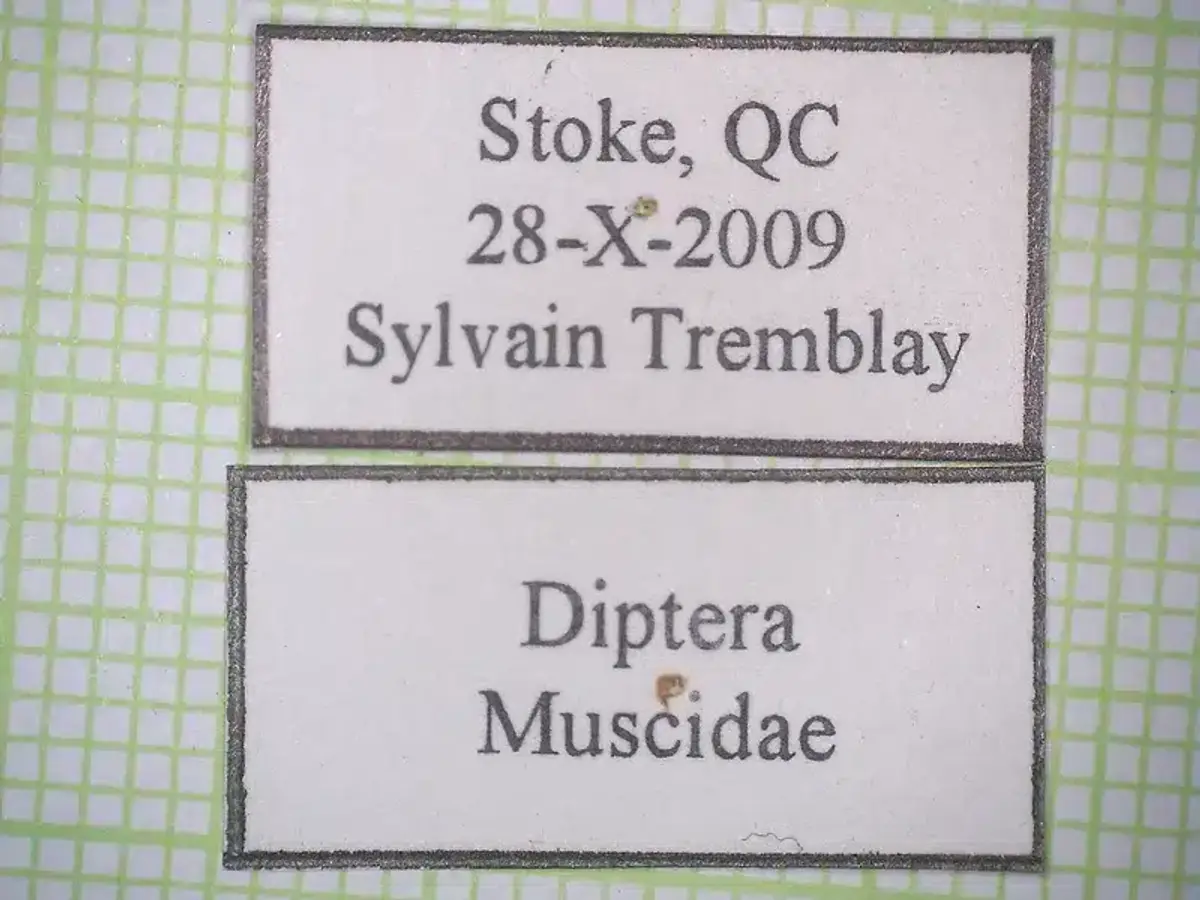 Stoke, QC
28-X-2009
Sylvain Tremblay
Diptera
Muscidae